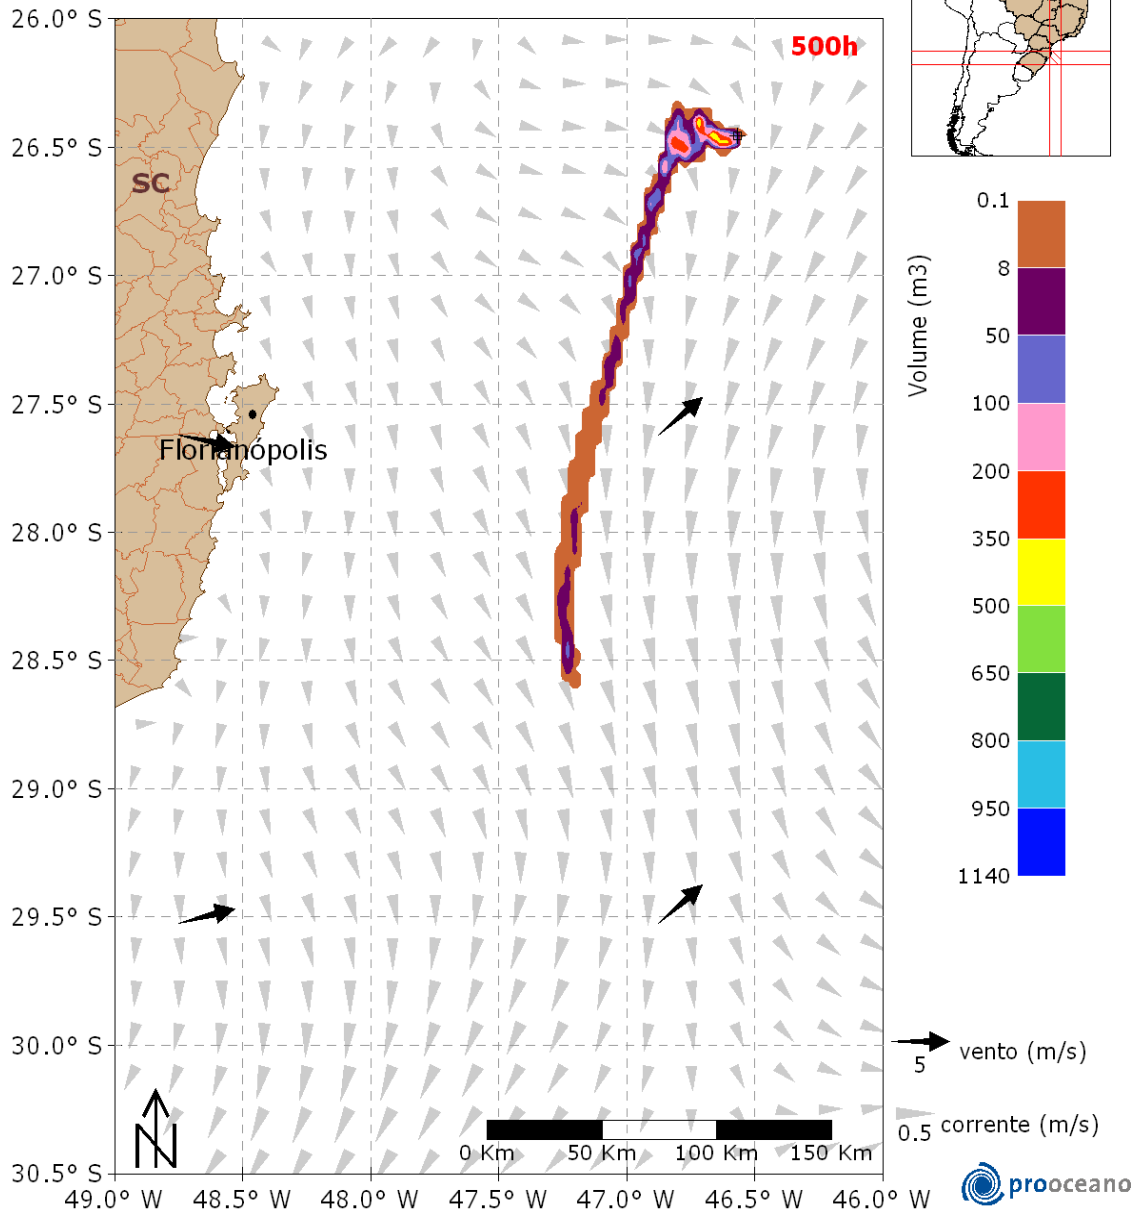 26.0° S
500h
26.5° S
SC
27.0° S
27.5° S
Florianópolis
28.0° S
28.5° S
29.0° S
29.5° S
30.0° S
30.5° S
49.0° W
48.5° W
48.0° W
47.5° W
47.0° W
46.5° W
46.0° W
N
0 Km
50 Km
100 Km
150 Km
Volume (m3)
0.1
8
50
100
200
350
500
650
800
950
1140
vento (m/s)
5
corrente (m/s)
0.5
prooceano